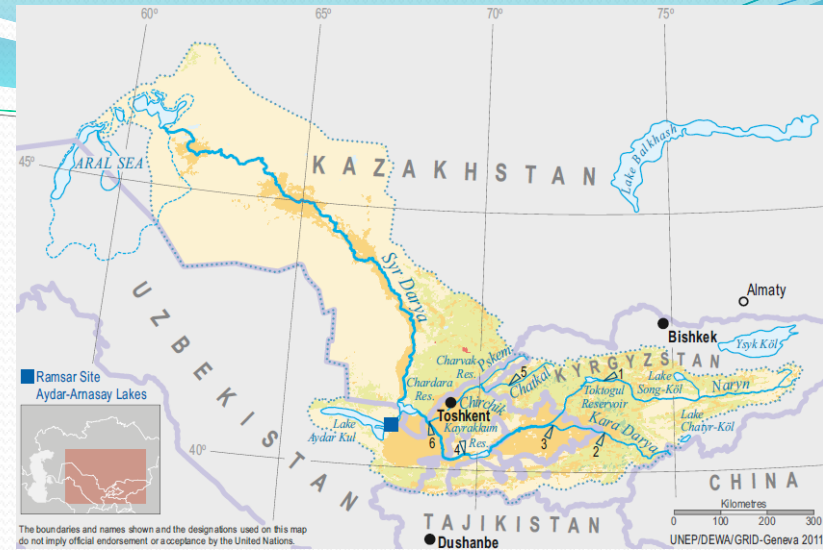 60°
65°
70°
75°
45°
ARAL SEA
KAZAKHSTAN
Lake Balkhash
Syr Darya
UZBEKISTAN
Almaty
Bishkek
Ysyk Köl
KYRGYZSTAN
Charvak
Res.
Pskem
5
Chatkal
1
Toktogul
Reservoir
Lake
Song-Köl
Naryn
Chardara
Res.
Chirchik
Toshkent
Ramsar Site
Aydar-Arnasay Lakes
Lake
Aydar Kul
6
Kayrakkum
Res.
4
3
Kara Darya
2
Lake
Chatyr-Köl
40°
CHINA
TAJIKISTAN
Dushanbe
Kilometres
0 100 200 300
The boundaries and names shown and the designations used on this map
do not imply official endorsement or acceptance by the United Nations.
UNEP/DEWA/GRID-Geneva 2011